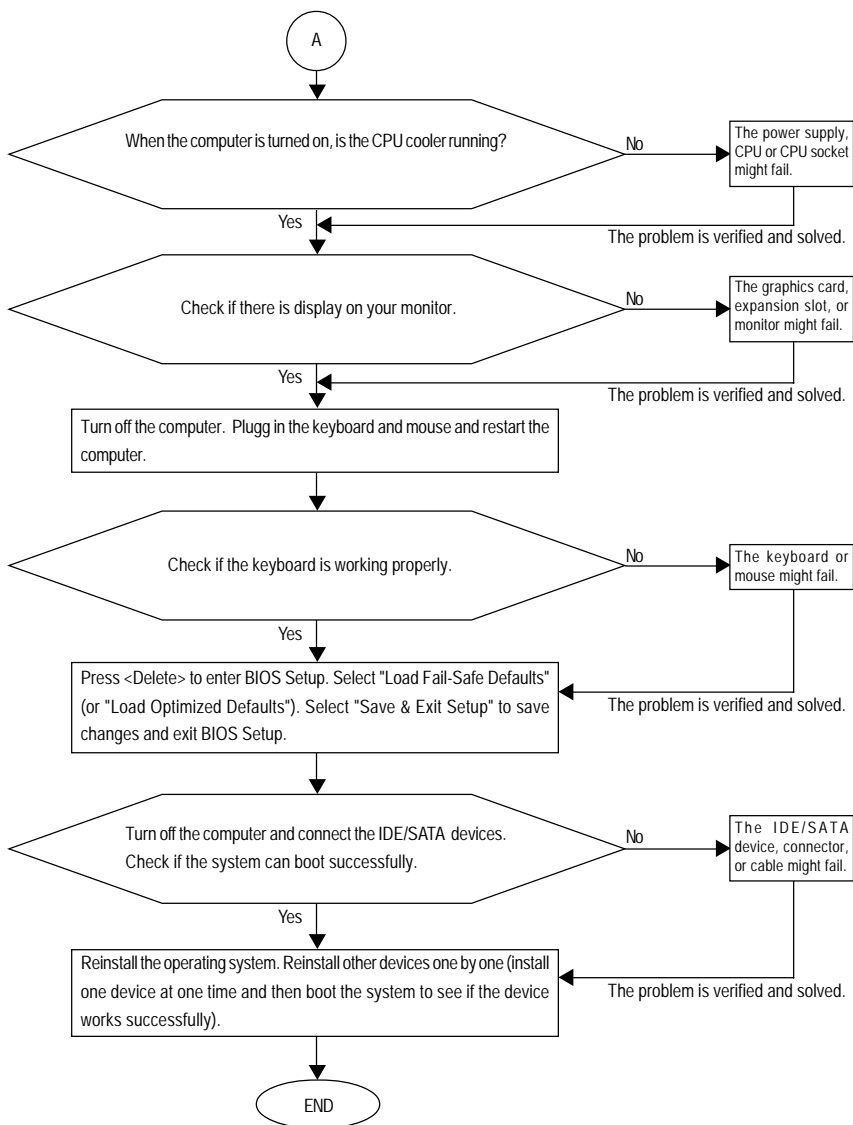 A
When the computer is turned on, is the CPU cooler running?
No
The power supply,
CPU or CPU socket
might fail.
Yes
The problem is verified and solved.
Check if there is display on your monitor.
No
The graphics card,
expansion slot, or
monitor might fail.
Yes
The problem is verified and solved.
Turn off the computer. Plugg in the keyboard and mouse and restart the
computer.
Check if the keyboard is working properly.
No
The keyboard or
mouse might fail.
Yes
Press <Delete> to enter BIOS Setup. Select "Load Fail-Safe Defaults"
(or "Load Optimized Defaults"). Select "Save & Exit Setup" to save
changes and exit BIOS Setup.
The problem is verified and solved.
Turn off the computer and connect the IDE/SATA devices.
Check if the system can boot successfully.
No
The IDE/SATA
device, connector,
or cable might fail.
Yes
Reinstall the operating system. Reinstall other devices one by one (install
one device at one time and then boot the system to see if the device
works successfully).
The problem is verified and solved.
END